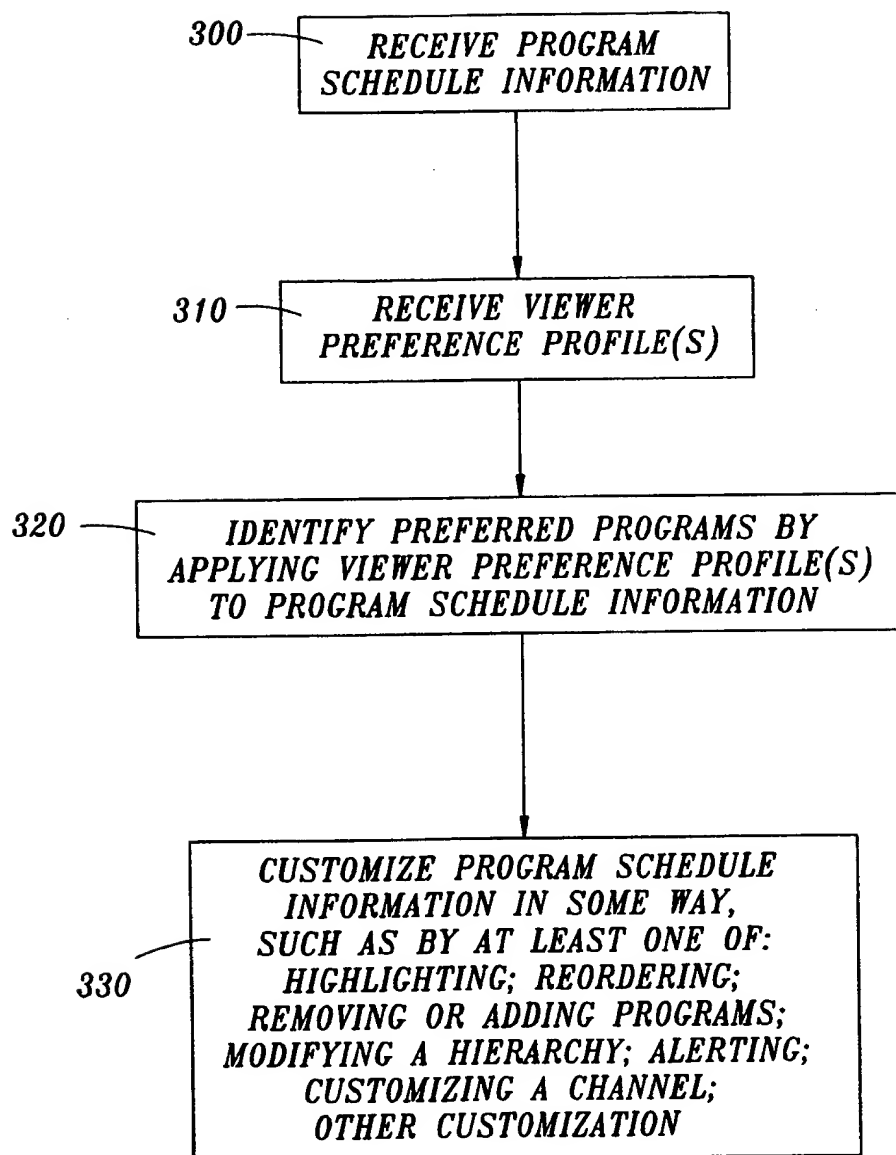 300
RECEIVE PROGRAM
SCHEDULE INFORMATION
310
RECEIVE VIEWER
PREFERENCE PROFILE(S)
320
IDENTIFY PREFERRED PROGRAMS BY
APPLYING VIEWER PREFERENCE PROFILE(S)
TO PROGRAM SCHEDULE INFORMATION
330
CUSTOMIZE PROGRAM SCHEDULE
INFORMATION IN SOME WAY,
SUCH AS BY AT LEAST ONE OF:
HIGHLIGHTING; REORDERING;
REMOVING OR ADDING PROGRAMS;
MODIFYING A HIERARCHY; ALERTING;
CUSTOMIZING A CHANNEL;
OTHER CUSTOMIZATION